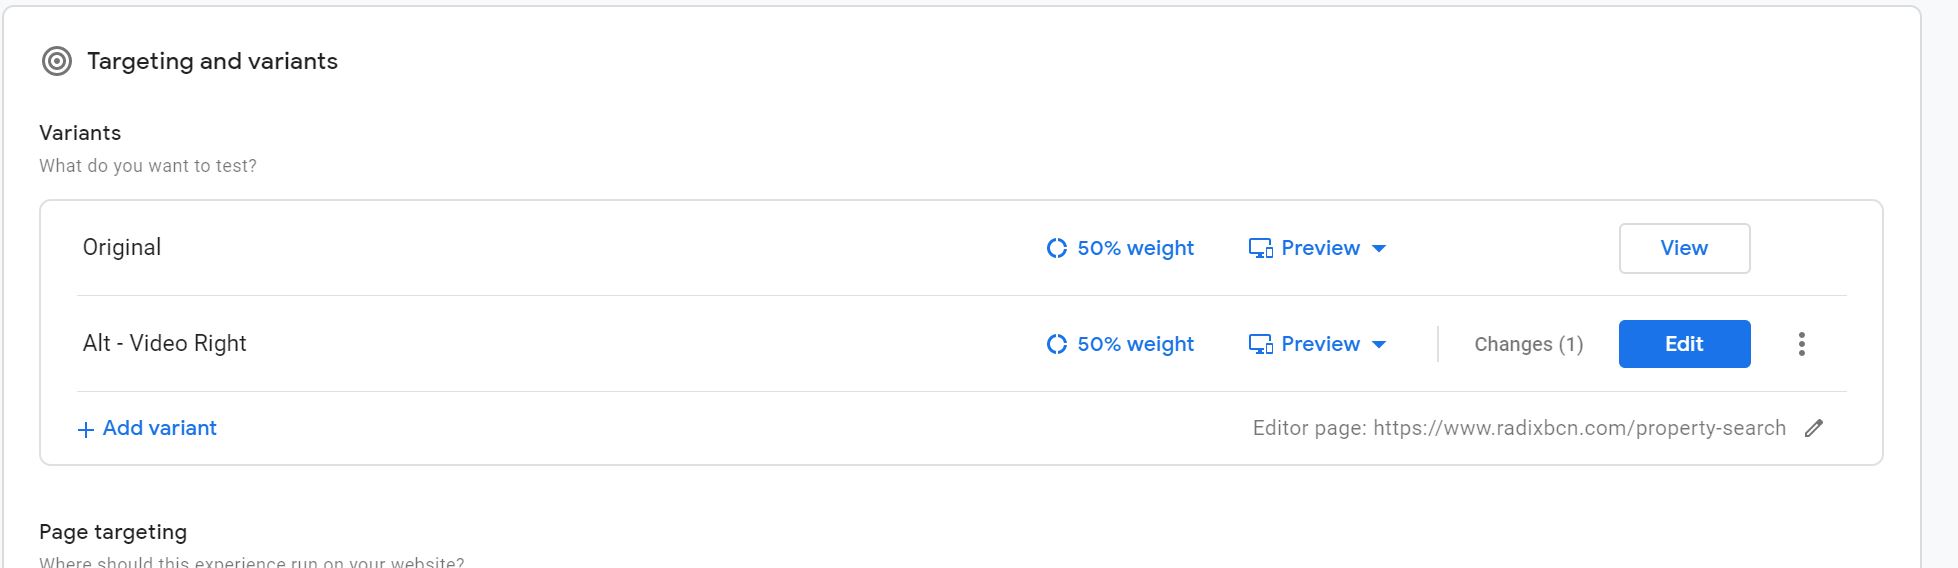 Targeting and variants
Variants
What do you want to test?
Original 50% weight Preview View
Alt - Video Right 50% weight Preview Changes (1) Edit
Add variant Editor page: https://www.radixbcn.com/property-search
Page targeting
Where should this experience run on your website?